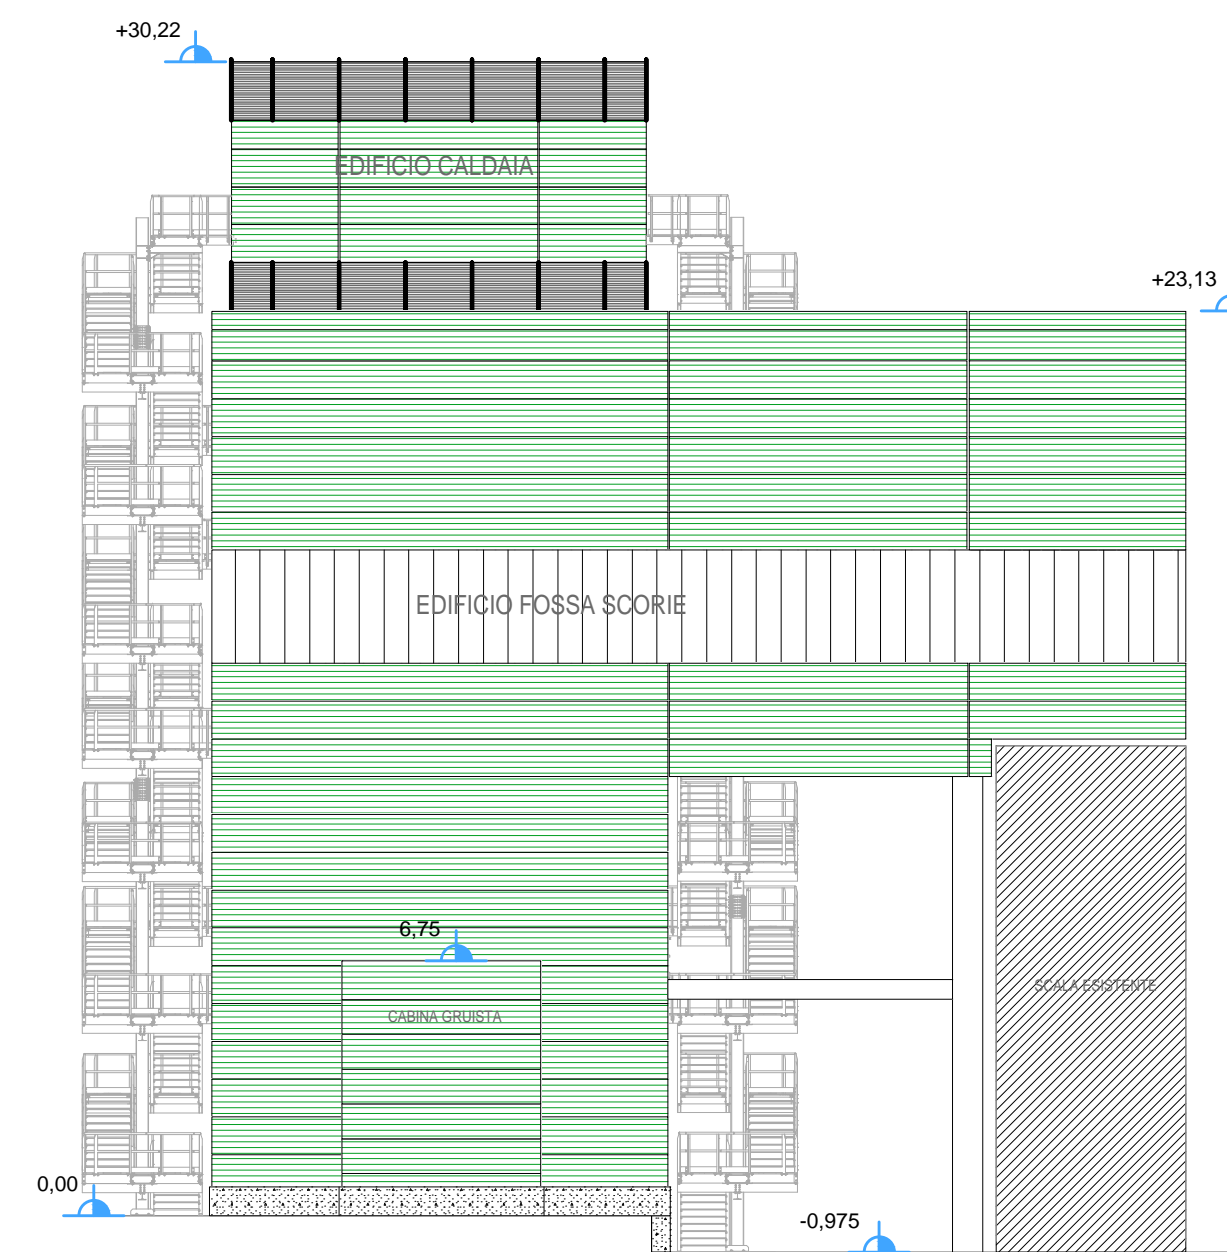 +30,22
EDIFICIO CALDAIA
+23,13
EDIFICIO FOSSA SCORIE
6,75
SCALA ESISTENTE
CABINA GRUISTA
0,00
-0,975